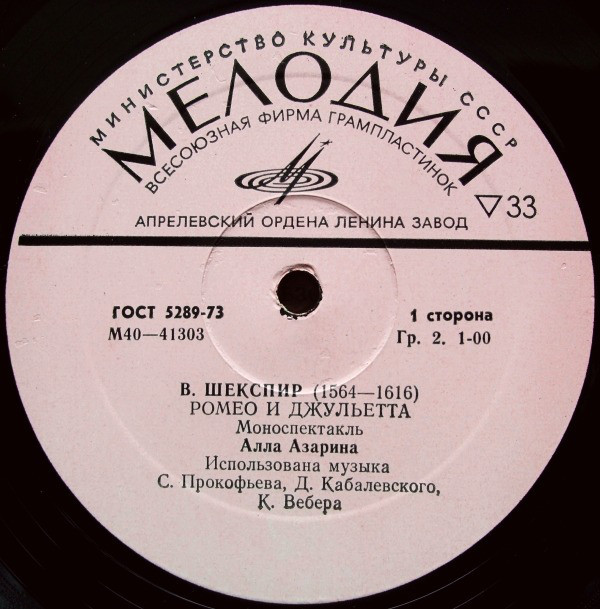 МИНИСТЕРСТВО КУЛЬТУРЫ СССР
МЕЛОДИЯ
ВСЕСОЮЗНАЯ ФИРМА ГРАМПЛАСТИНОК
▽33
АПРЕЛЕВСКИЙ ОРДЕНА ЛЕНИНА ЗАВОД
ГОСТ 5289-73
1 сторона
М40—41303
Гр. 2. 1-00
В. ШЕКСПИР (1564—1616)
РОМЕО И ДЖУЛЬЕТТА
Моноспектакль
Алла Азарина
Использована музыка
С. Прокофьева, Д. Кабалевского,
К. Вебера